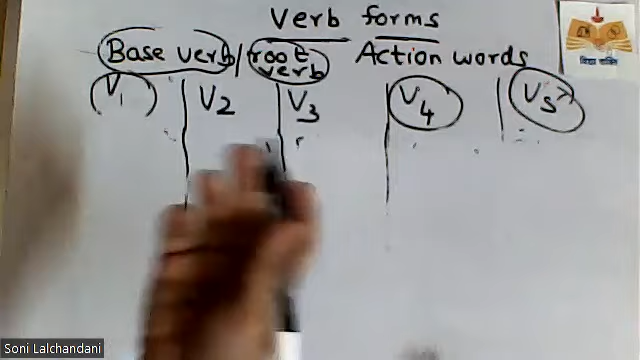 Verb forms
Base verb/root verb Action words
V1 V2 V3 V4 V5
Soni Lalchandani